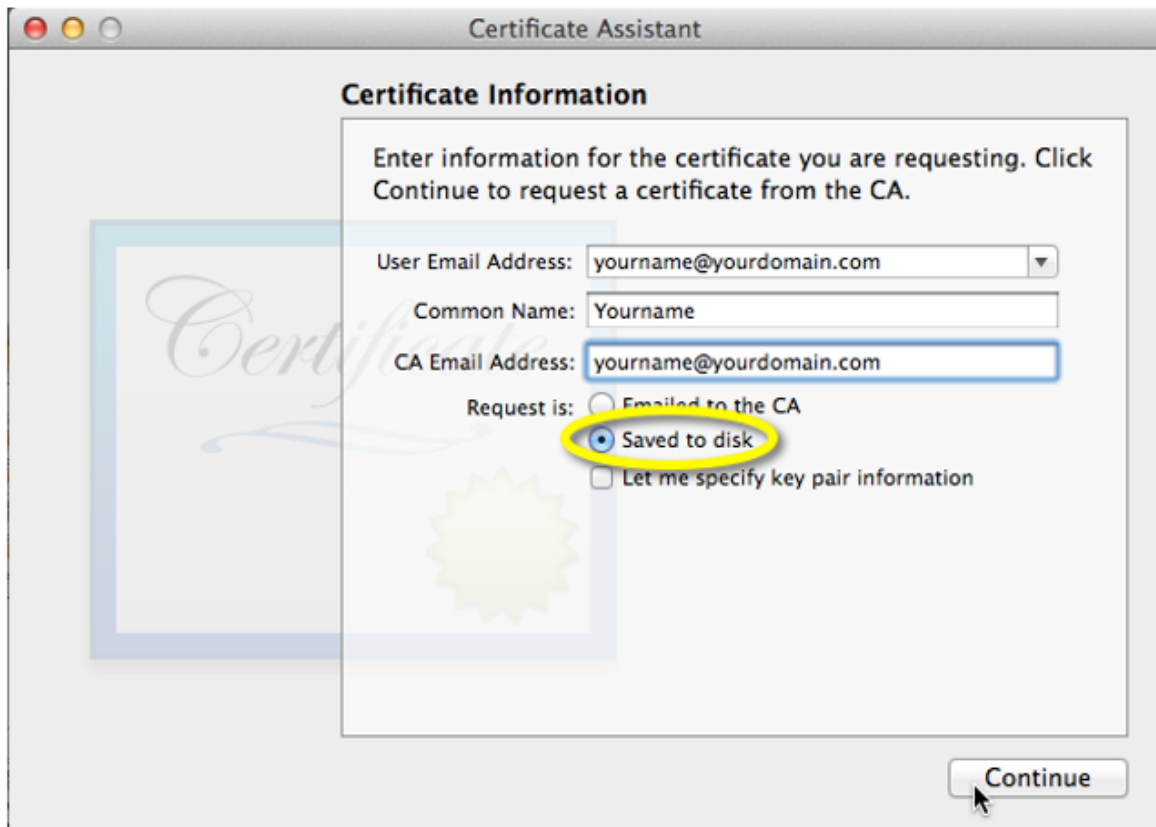 Certificate Assistant
Certificate Information
Enter information for the certificate you are requesting. Click
Continue to request a certificate from the CA.
User Email Address: yourname@yourdomain.com
Common Name: Yourname
CA Email Address: yourname@yourdomain.com
Request is: Emailed to the CA
Saved to disk
Let me specify key pair information
Certificate
Continue